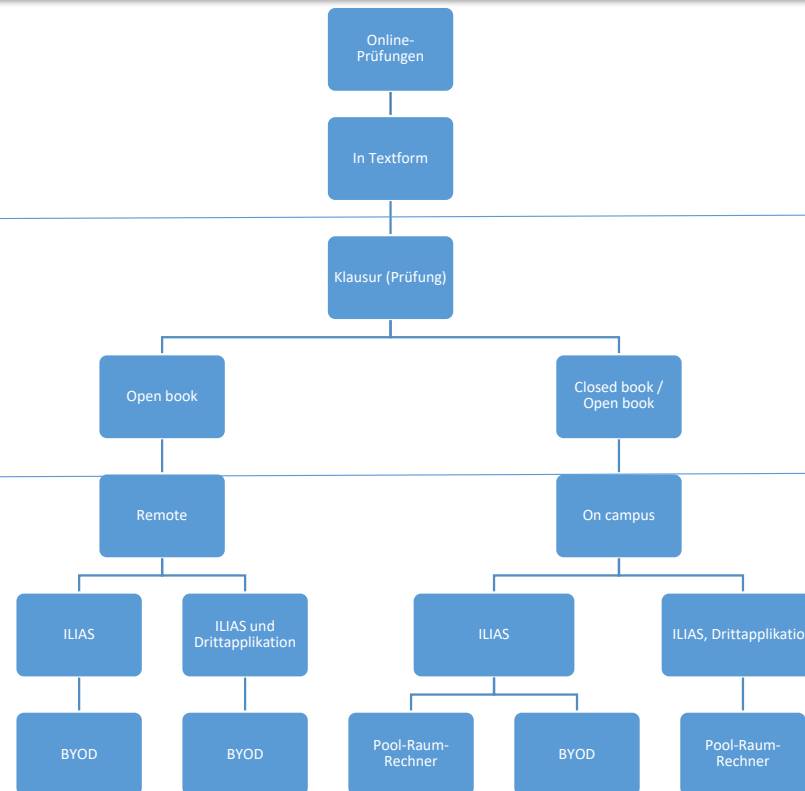 Online-
Prüfungen
In Textform
Klausur (Prüfung)
Open book
Closed book /
Open book
Remote
On campus
ILIAS
ILIAS und
Drittapplikation
ILIAS
ILIAS, Drittapplikatio
BYOD
BYOD
Pool-Raum-
Rechner
BYOD
Pool-Raum-
Rechner